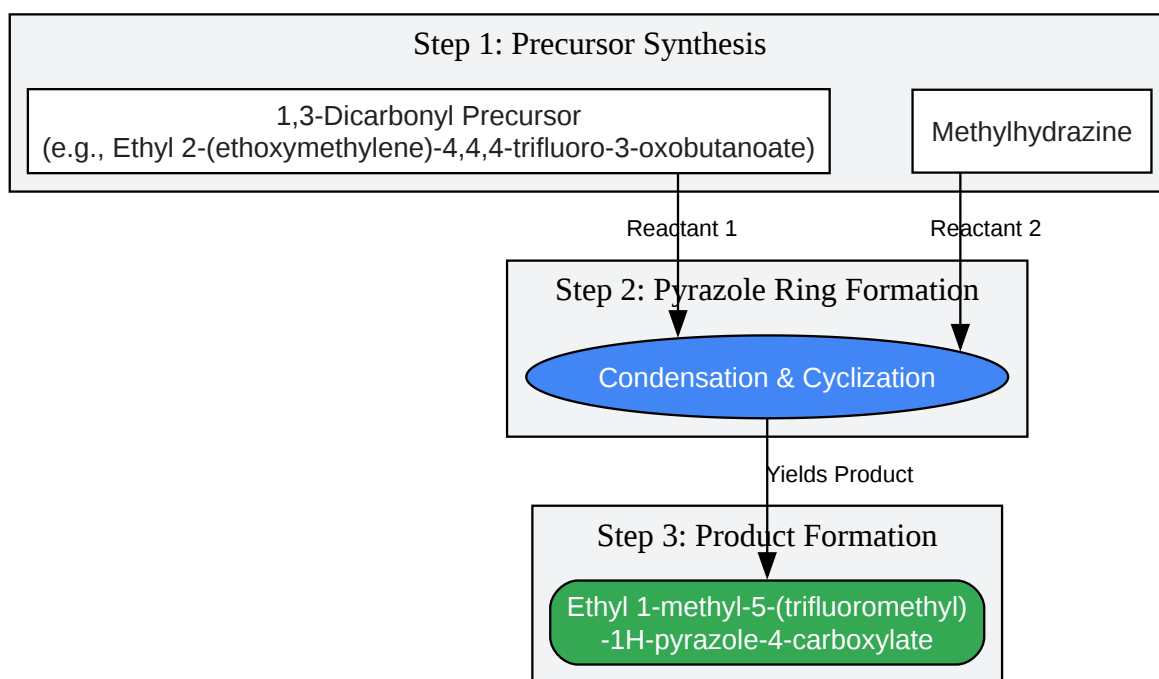 Step 1: Precursor Synthesis
1,3-Dicarbonyl Precursor
(e.g., Ethyl 2-(ethoxymethylene)-4,4,4-trifluoro-3-oxobutanoate)
Methylhydrazine
Reactant 1
Reactant 2
Step 2: Pyrazole Ring Formation
Condensation & Cyclization
Yields Product
Step 3: Product Formation
Ethyl 1-methyl-5-(trifluoromethyl)
-1H-pyrazole-4-carboxylate